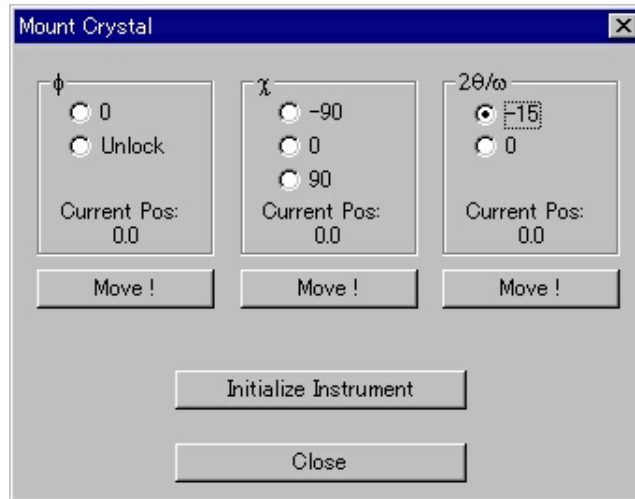 Mount Crystal
ϕ
0
Unlock
Current Pos:
0.0
Move !
χ
-90
0
90
Current Pos:
0.0
Move !
2θ/ω
-15
0
Current Pos:
0.0
Move !
Initialize Instrument
Close